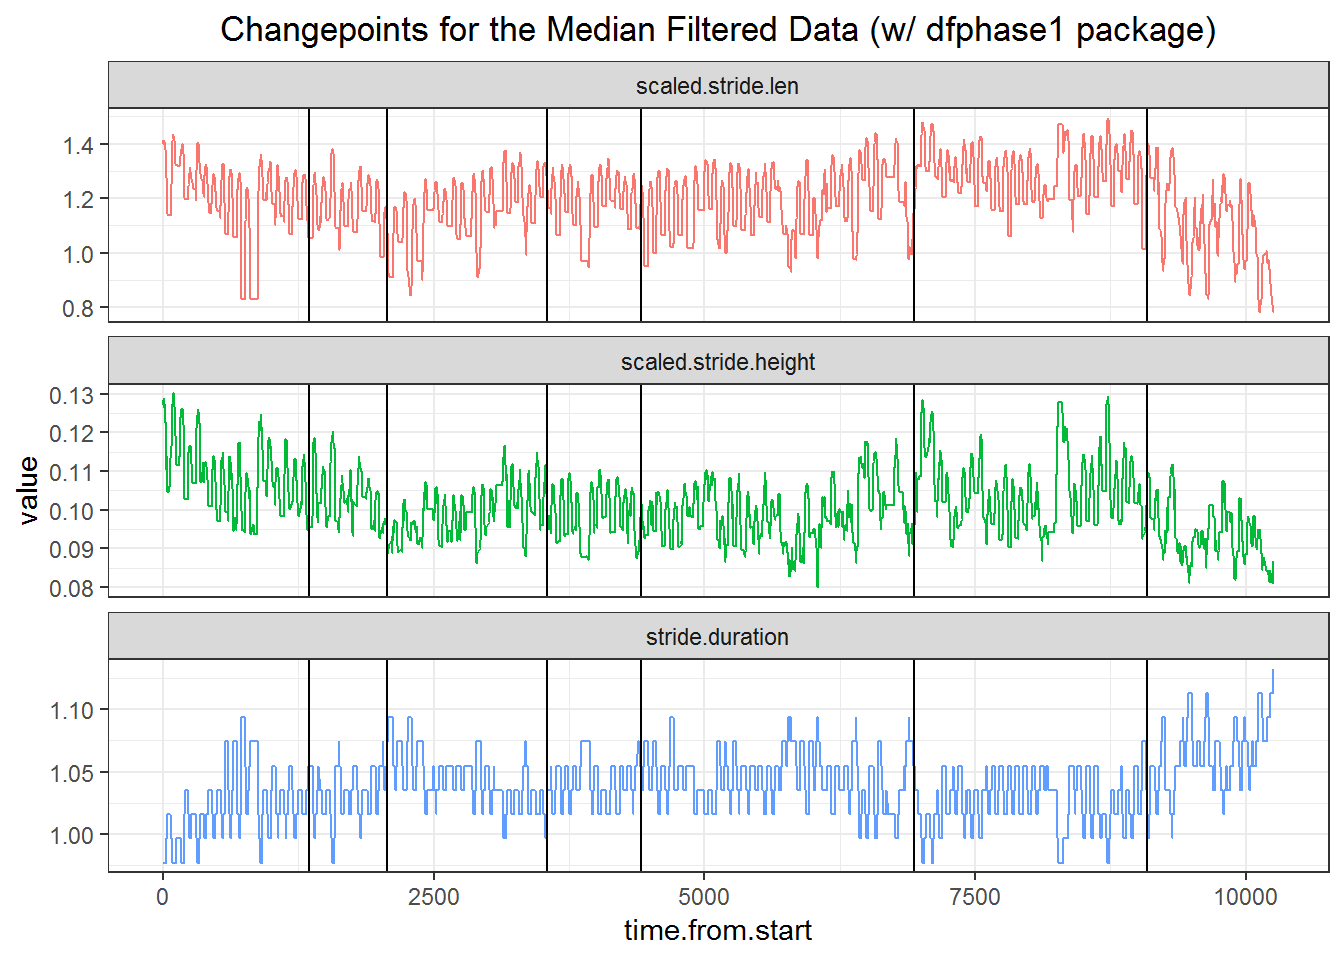 Changepoints for the Median Filtered Data (w/ dfphase1 package)
scaled.stride.len
1.4
1.2
1.0
0.8
scaled.stride.height
0.13
0.12
0.11
0.10
0.09
0.08
value
stride.duration
1.10
1.05
1.00
0 2500 5000 7500 10000
time.from.start